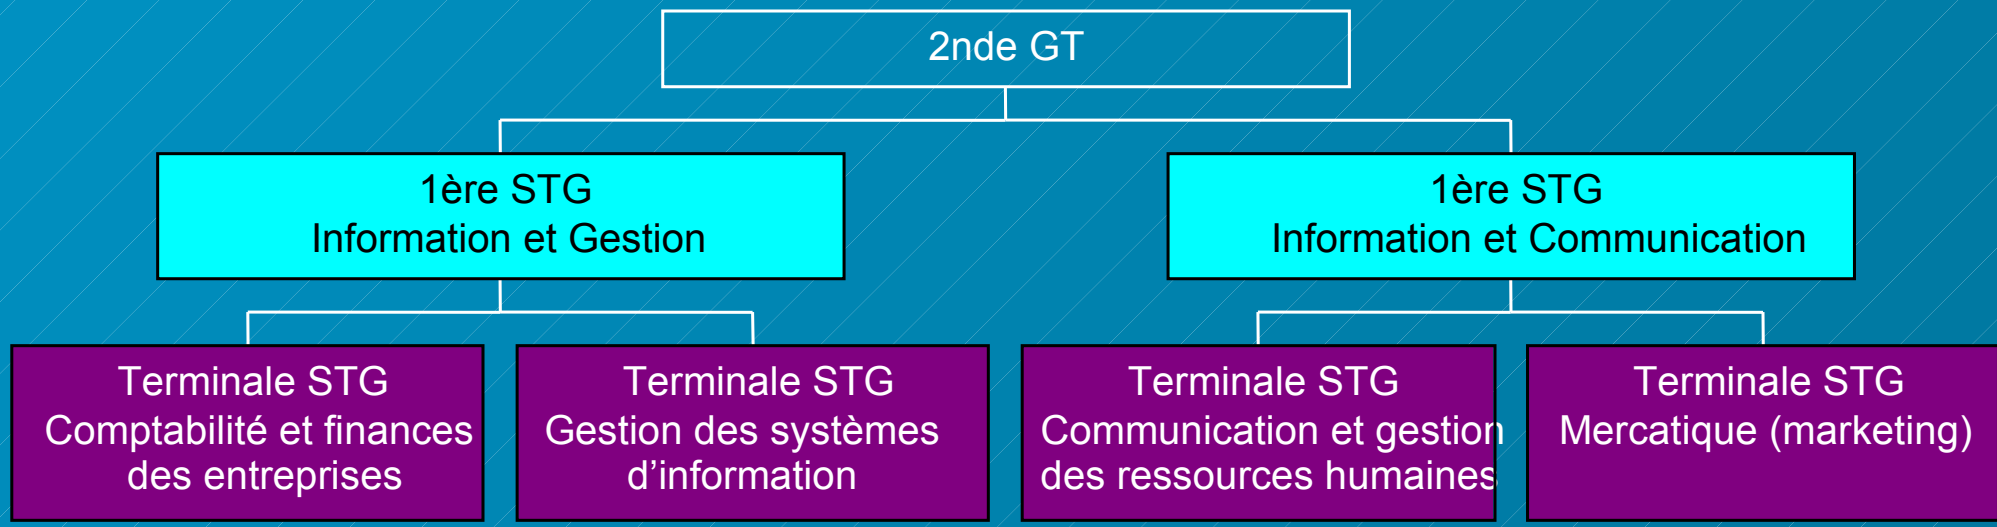 2nde GT
1ère STG
Information et Gestion
1ère STG
Information et Communication
Terminale STG
Comptabilité et finances
des entreprises
Terminale STG
Gestion des systèmes
d’information
Terminale STG
Communication et gestion
des ressources humaines
Terminale STG
Mercatique (marketing)